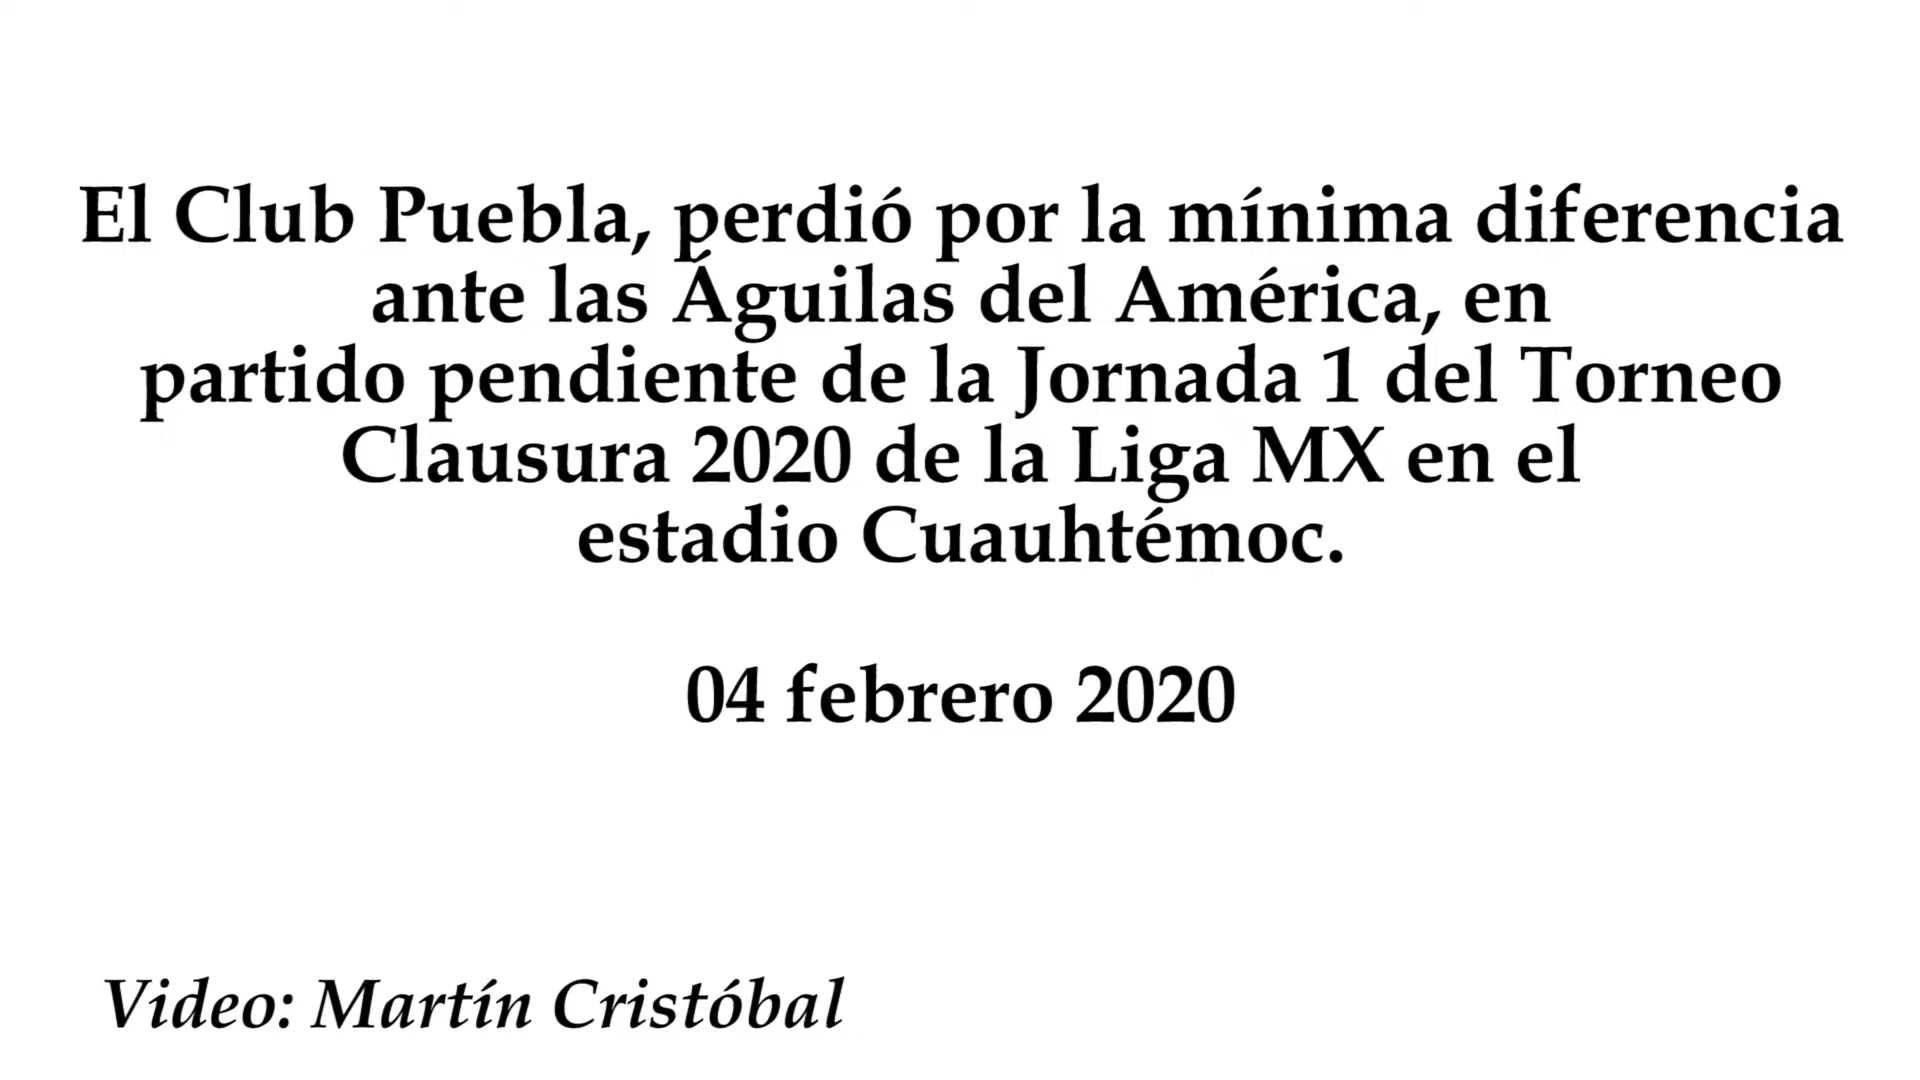 El Club Puebla, perdió por la mínima diferencia
ante las Águilas del América, en
partido pendiente de la Jornada 1 del Torneo
Clausura 2020 de la Liga MX en el
estadio Cuauhtémoc.
04 febrero 2020
Video: Martín Cristóbal